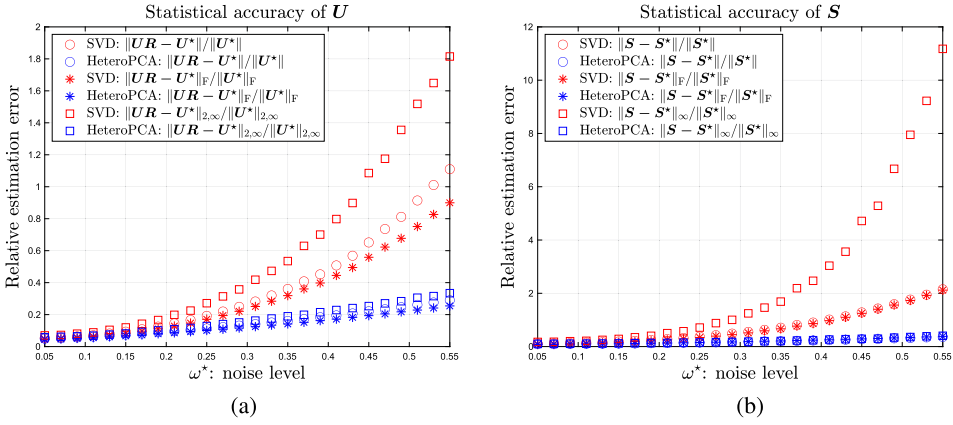 Statistical accuracy of U
SVD: ∥UR − U⋆∥/∥U⋆∥
HeteroPCA: ∥UR − U⋆∥/∥U⋆∥
SVD: ∥UR − U⋆∥F/∥U⋆∥F
HeteroPCA: ∥UR − U⋆∥F/∥U⋆∥F
SVD: ∥UR − U⋆∥2,∞/∥U⋆∥2,∞
HeteroPCA: ∥UR − U⋆∥2,∞/∥U⋆∥2,∞
Relative estimation error
2
1.8
1.6
1.4
1.2
1
0.8
0.6
0.4
0.2
0.05 0.1 0.15 0.2 0.25 0.3 0.35 0.4 0.45 0.5 0.55
ω⋆: noise level
(a)
Statistical accuracy of S
SVD: ∥S − S⋆∥/∥S⋆∥
HeteroPCA: ∥S − S⋆∥/∥S⋆∥
SVD: ∥S − S⋆∥F/∥S⋆∥F
HeteroPCA: ∥S − S⋆∥F/∥S⋆∥F
SVD: ∥S − S⋆∥∞/∥S⋆∥∞
HeteroPCA: ∥S − S⋆∥∞/∥S⋆∥∞
Relative estimation error
12
10
8
6
4
2
0
0.05 0.1 0.15 0.2 0.25 0.3 0.35 0.4 0.45 0.5 0.55
ω⋆: noise level
(b)